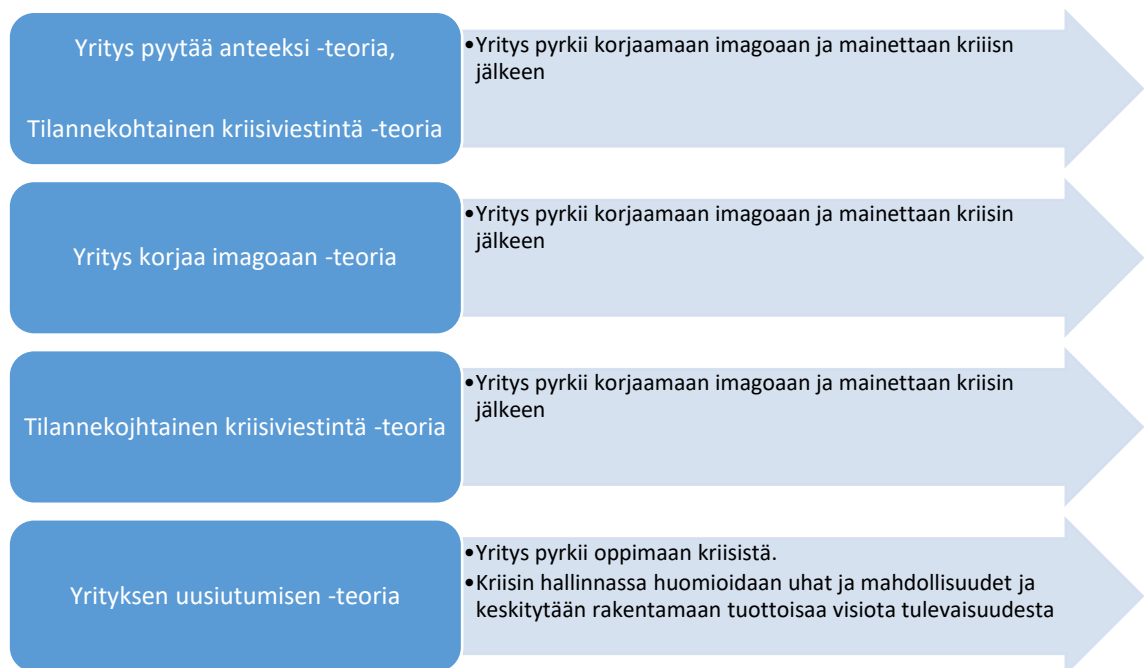 Yritys pyytää anteeksi -teoria,
Tilannekohtainen kriisiviestintä -teoria
•Yritys pyrkii korjaamaan imagoaan ja mainettaan kriiisn
jälkeen
Yritys korjaa imagoaan -teoria
•Yritys pyrkii korjaamaan imagoaan ja mainettaan kriisin
jälkeen
Tilannekojhtainen kriisiviestintä -teoria
•Yritys pyrkii korjaamaan imagoaan ja mainettaan kriisin
jälkeen
Yrityksen uusiutumisen -teoria
•Yritys pyrkii oppimaan kriisistä.
•Kriisin hallinnassa huomioidaan uhat ja mahdollisuudet ja
keskitytään rakentamaan tuottoisaa visiota tulevaisuudesta